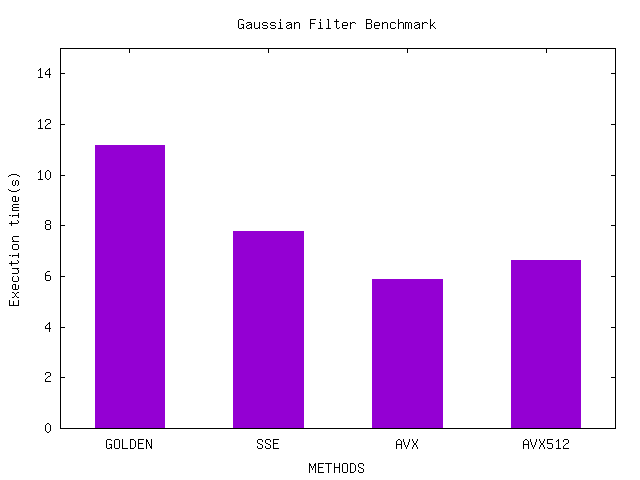 Gaussian Filter Benchmark
Execution time(s)
14
12
10
8
6
4
2
0
GOLDEN SSE AVX AVX512
METHODS